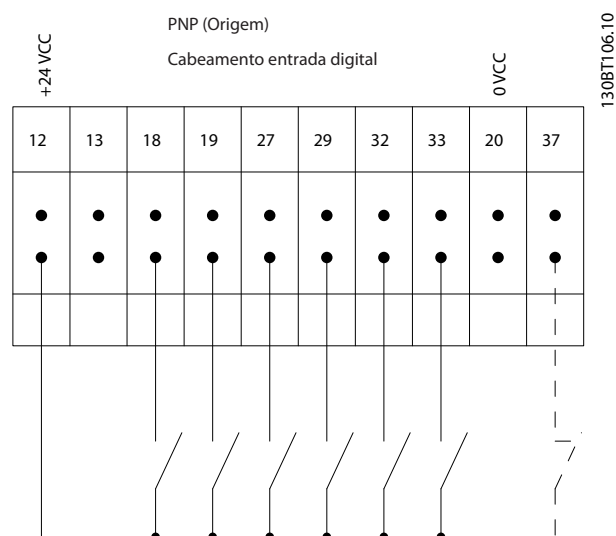 PNP (Origem)
Cabeamento entrada digital
+24 VCC
0 VCC
130BT106.10
12 13 18 19 27 29 32 33 20 37